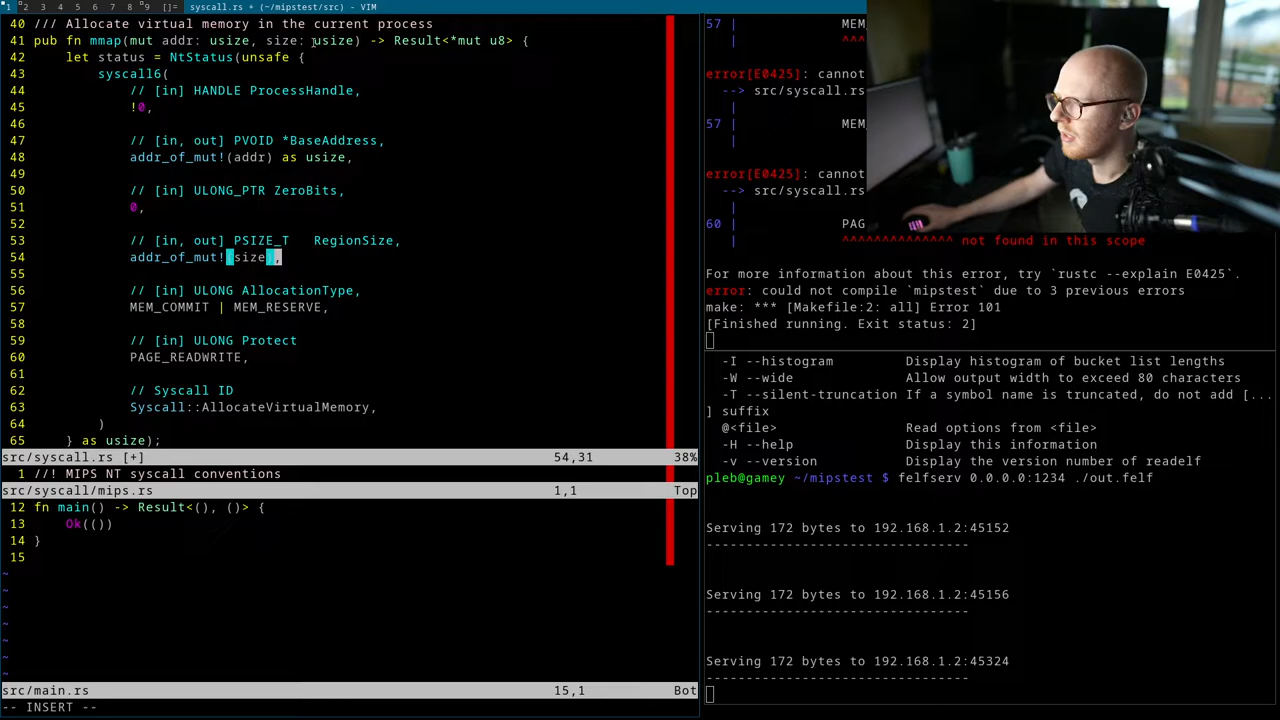 1 2 3 4 5 6 7 8 9 []= syscall.rs + (~/mipstest/src) - VIM
40 /// Allocate virtual memory in the current process
41 pub fn mmap(mut addr: usize, size: usize) -> Result<*mut u8> {
42 let status = NtStatus(unsafe {
43 syscall6(
44 // [in] HANDLE ProcessHandle,
45 !0,
46
47 // [in, out] PVOID *BaseAddress,
48 addr_of_mut!(addr) as usize,
49
50 // [in] ULONG_PTR ZeroBits,
51 0,
52
53 // [in, out] PSIZE_T   RegionSize,
54 addr_of_mut!(size),
55
56 // [in] ULONG AllocationType,
57 MEM_COMMIT | MEM_RESERVE,
58
59 // [in] ULONG Protect
60 PAGE_READWRITE,
61
62 // Syscall ID
63 Syscall::AllocateVirtualMemory,
64 )
65 } as usize);
src/syscall.rs [+] 54,31 38%
1 //! MIPS NT syscall conventions
src/syscall/mips.rs 1,1 Top
12 fn main() -> Result<(), ()> {
13 Ok(())
14 }
15
~
~
~
~
~
~
~
src/main.rs 15,1 Bot
-- INSERT --
57 | MEM
| ^^^
error[E0425]: cannot
--> src/syscall.rs
|
57 | MEM
|
error[E0425]: cannot
--> src/syscall.rs
|
60 | PAG
| ^^^^^^^^^^^^^^ not found in this scope
For more information about this error, try `rustc --explain E0425`.
error: could not compile `mipstest` due to 3 previous errors
make: *** [Makefile:2: all] Error 101
[Finished running. Exit status: 2]
-I --histogram Display histogram of bucket list lengths
-W --wide Allow output width to exceed 80 characters
-T --silent-truncation If a symbol name is truncated, do not add [...
] suffix
@<file> Read options from <file>
-H --help Display this information
-v --version Display the version number of readelf
pleb@gamey ~/mipstest $ felfserv 0.0.0.0:1234 ./out.felf
Serving 172 bytes to 192.168.1.2:45152
---------------------------------
Serving 172 bytes to 192.168.1.2:45156
---------------------------------
Serving 172 bytes to 192.168.1.2:45324
---------------------------------